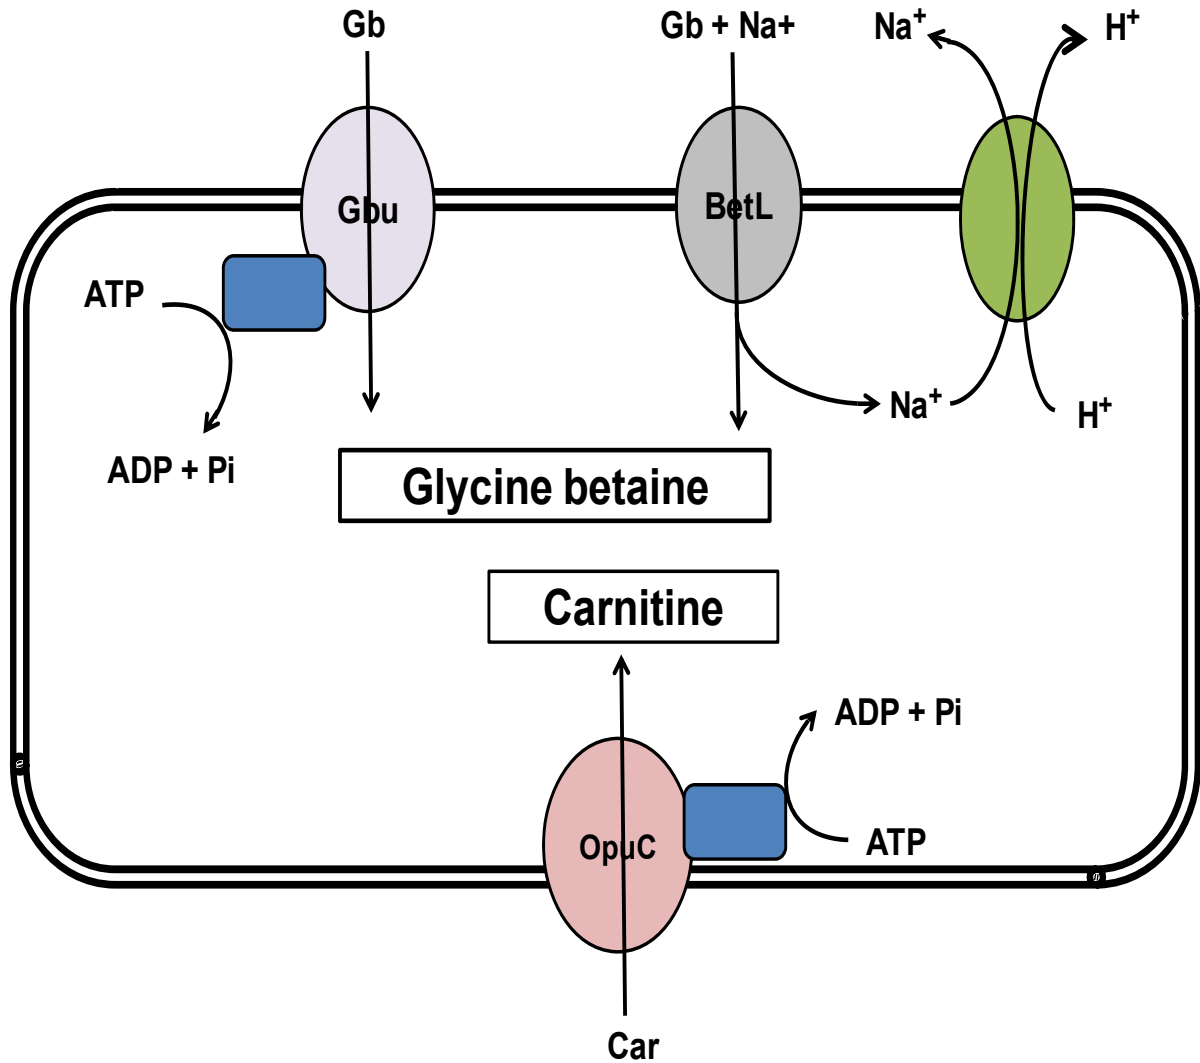 Gb
Gb + Na+
Na⁺
H⁺
Gbu
BetL
ATP
ADP + Pi
Na⁺
H⁺
Glycine betaine
Carnitine
ADP + Pi
OpuC
ATP
Car